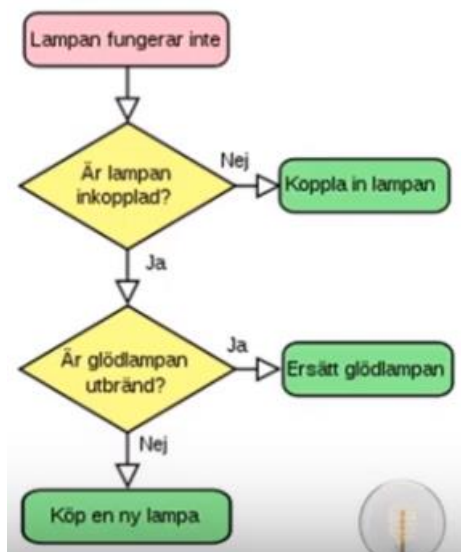 Lampan fungerar inte
Är lampan
inkopplad?
Nej
Koppla in lampan
Ja
Är glödlampan
utbränd?
Ja
Ersätt glödlampan
Nej
Köp en ny lampa